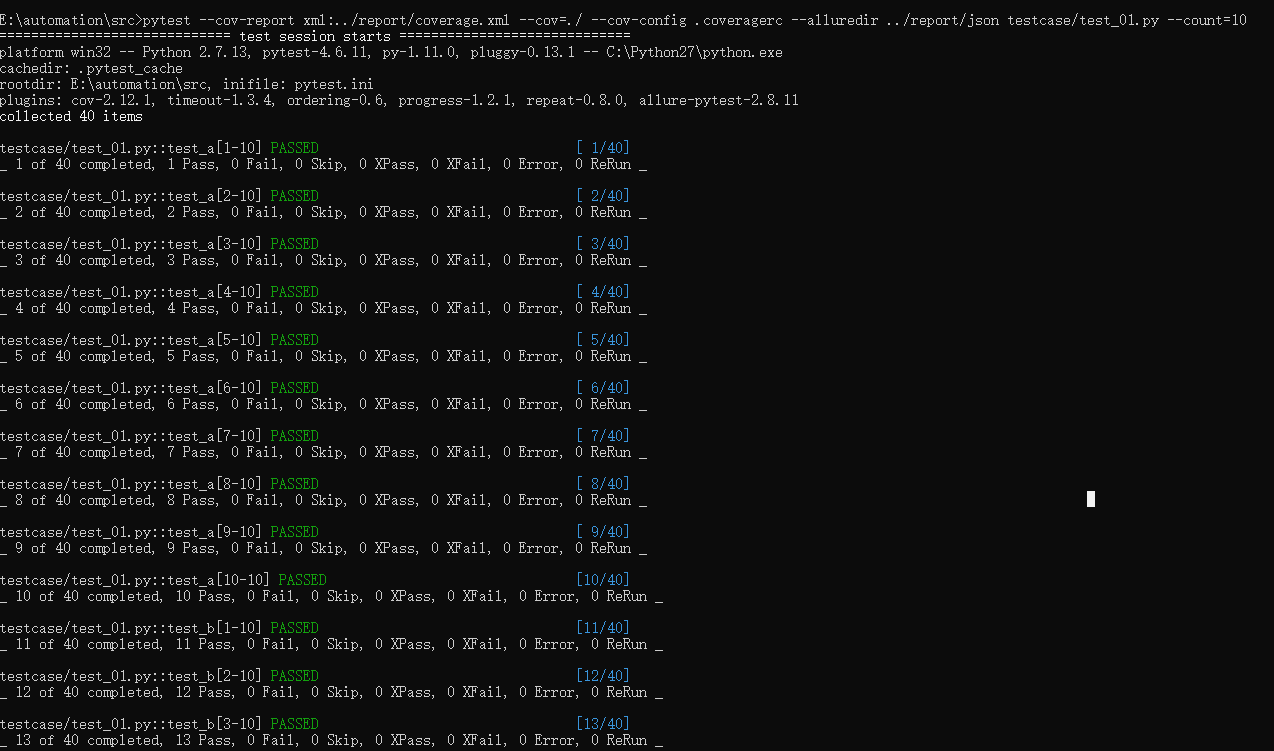 E:\automation\src>pytest --cov-report xml:../report/coverage.xml --cov=./ --cov-config .coveragerc --alluredir ../report/json testcase/test_01.py --count=10
============================= test session starts =============================
platform win32 -- Python 2.7.13, pytest-4.6.11, py-1.11.0, pluggy-0.13.1 -- C:\Python27\python.exe
cachedir: .pytest_cache
rootdir: E:\automation\src, inifile: pytest.ini
plugins: cov-2.12.1, timeout-1.3.4, ordering-0.6, progress-1.2.1, repeat-0.8.0, allure-pytest-2.8.11
collected 40 items
testcase/test_01.py::test_a[1-10] PASSED [ 1/40]
_ 1 of 40 completed, 1 Pass, 0 Fail, 0 Skip, 0 XPass, 0 XFail, 0 Error, 0 ReRun _
testcase/test_01.py::test_a[2-10] PASSED [ 2/40]
_ 2 of 40 completed, 2 Pass, 0 Fail, 0 Skip, 0 XPass, 0 XFail, 0 Error, 0 ReRun _
testcase/test_01.py::test_a[3-10] PASSED [ 3/40]
_ 3 of 40 completed, 3 Pass, 0 Fail, 0 Skip, 0 XPass, 0 XFail, 0 Error, 0 ReRun _
testcase/test_01.py::test_a[4-10] PASSED [ 4/40]
_ 4 of 40 completed, 4 Pass, 0 Fail, 0 Skip, 0 XPass, 0 XFail, 0 Error, 0 ReRun _
testcase/test_01.py::test_a[5-10] PASSED [ 5/40]
_ 5 of 40 completed, 5 Pass, 0 Fail, 0 Skip, 0 XPass, 0 XFail, 0 Error, 0 ReRun _
testcase/test_01.py::test_a[6-10] PASSED [ 6/40]
_ 6 of 40 completed, 6 Pass, 0 Fail, 0 Skip, 0 XPass, 0 XFail, 0 Error, 0 ReRun _
testcase/test_01.py::test_a[7-10] PASSED [ 7/40]
_ 7 of 40 completed, 7 Pass, 0 Fail, 0 Skip, 0 XPass, 0 XFail, 0 Error, 0 ReRun _
testcase/test_01.py::test_a[8-10] PASSED [ 8/40]
_ 8 of 40 completed, 8 Pass, 0 Fail, 0 Skip, 0 XPass, 0 XFail, 0 Error, 0 ReRun _
testcase/test_01.py::test_a[9-10] PASSED [ 9/40]
_ 9 of 40 completed, 9 Pass, 0 Fail, 0 Skip, 0 XPass, 0 XFail, 0 Error, 0 ReRun _
testcase/test_01.py::test_a[10-10] PASSED [10/40]
_ 10 of 40 completed, 10 Pass, 0 Fail, 0 Skip, 0 XPass, 0 XFail, 0 Error, 0 ReRun _
testcase/test_01.py::test_b[1-10] PASSED [11/40]
_ 11 of 40 completed, 11 Pass, 0 Fail, 0 Skip, 0 XPass, 0 XFail, 0 Error, 0 ReRun _
testcase/test_01.py::test_b[2-10] PASSED [12/40]
_ 12 of 40 completed, 12 Pass, 0 Fail, 0 Skip, 0 XPass, 0 XFail, 0 Error, 0 ReRun _
testcase/test_01.py::test_b[3-10] PASSED [13/40]
_ 13 of 40 completed, 13 Pass, 0 Fail, 0 Skip, 0 XPass, 0 XFail, 0 Error, 0 ReRun _